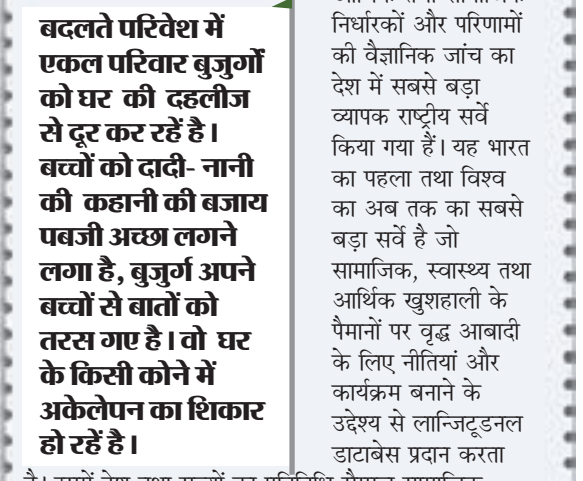 बदलते परिवेश में
एकल परिवार बुजुर्गों
को घर की दहलीज
से दूर कर रहें है।
बच्चों को दादी- नानी
की कहानी की बजाय
पबजी अच्छा लगने
लगा है, बुजुर्ग अपने
बच्चों से बातों को
तरस गए है। वो घर
के किसी कोने में
अकेलेपन का शिकार
हो रहें है।
निर्धारकों और परिणामों
की वैज्ञानिक जांच का
देश में सबसे बड़ा
व्यापक राष्ट्रीय सर्वे
किया गया हैं। यह भारत
का पहला तथा विश्व
का अब तक का सबसे
बड़ा सर्वे है जो
सामाजिक, स्वास्थ्य तथा
आर्थिक खुशहाली के
पैमानों पर वृद्ध आबादी
के लिए नीतियां और
कार्यक्रम बनाने के
उद्देश्य से लान्जिटूडनल
डाटाबेस प्रदान करता